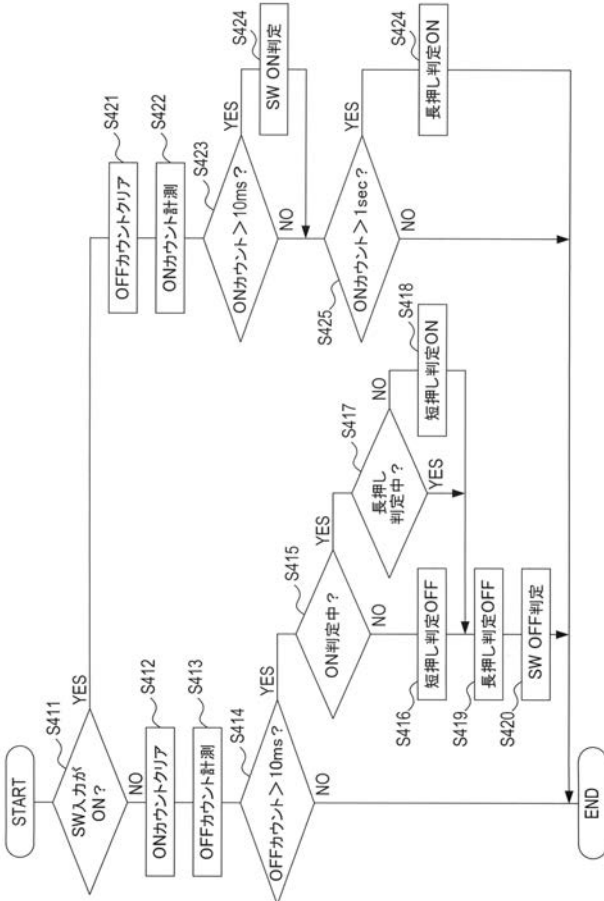 START
S411
SW入力が
ON?
YES
NO
S412
ONカウントクリア
S413
OFFカウント計測
S414
OFFカウント>10ms?
YES
NO
S415
ON判定中?
YES
NO
S416
短押し判定OFF
S417
長押し
判定中?
NO
YES
S418
短押し判定ON
S419
長押し判定OFF
S420
SW OFF判定
S421
OFFカウントクリア
S422
ONカウント計測
S423
ONカウント>10ms?
YES
NO
S424
SW ON判定
S425
ONカウント>1sec?
YES
NO
S424
長押し判定ON
END